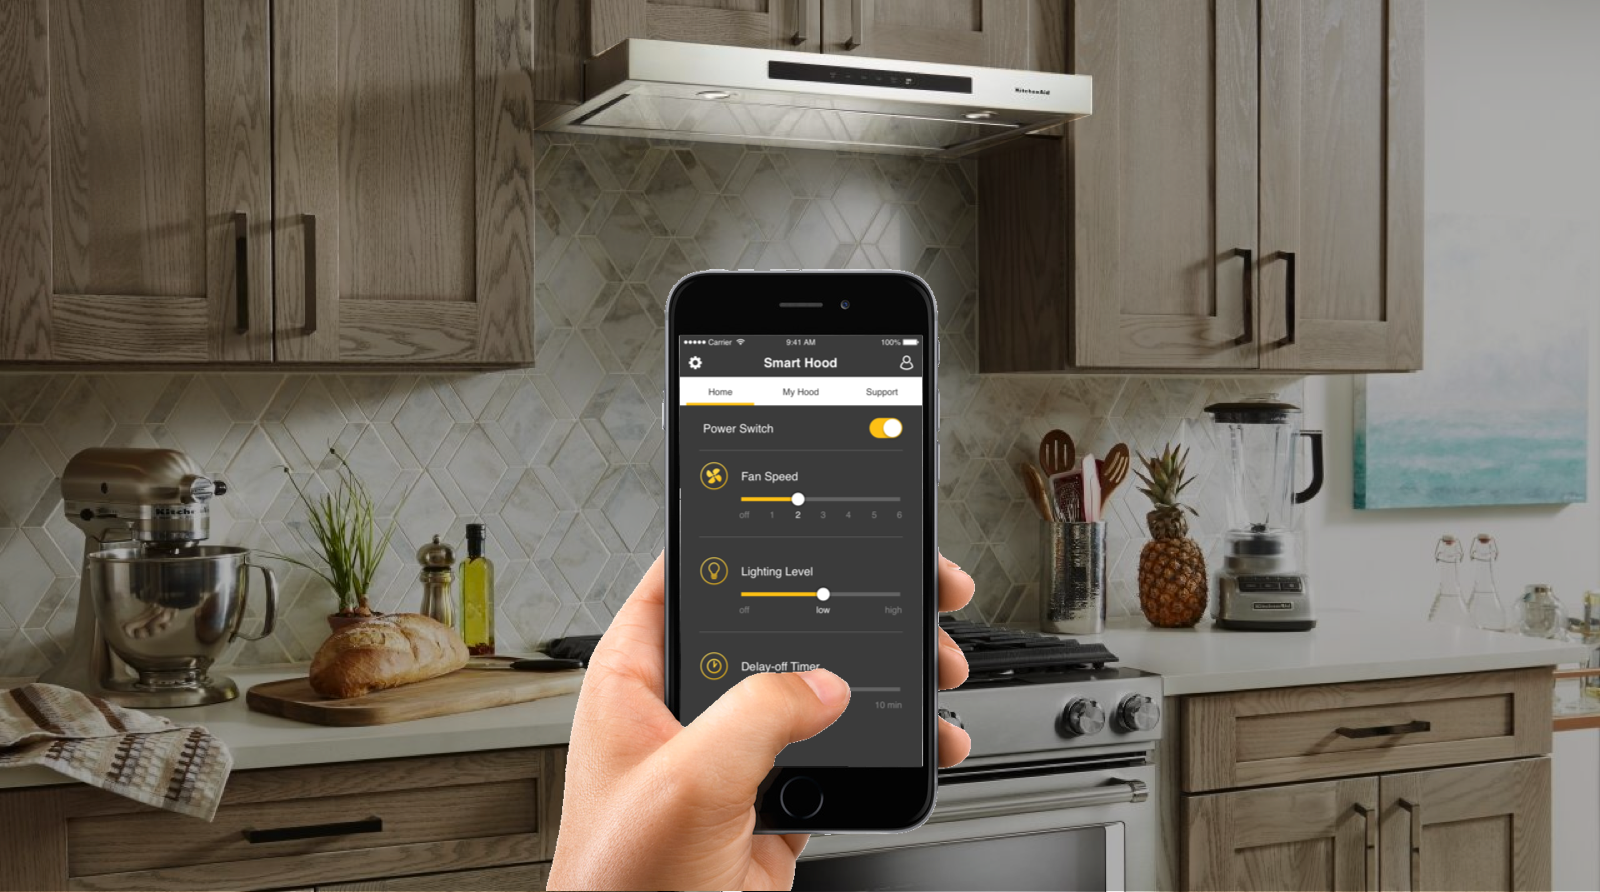 KitchenAid
Carrier 9:41 AM 100%
Smart Hood
Home My Hood Support
Power Switch
Fan Speed
off 1 2 3 4 5 6
Lighting Level
off low high
Delay-off Timer
10 min
KitchenAid